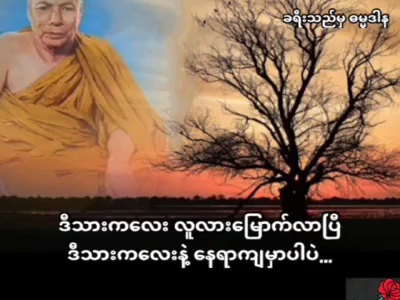 ခရီးသည်မှ ဓမ္မဒါန
ဒီသားကလေး လူလားမြောက်လာပြီ
ဒီသားကလေးနဲ့ နေရာကျမှာပါပဲ...